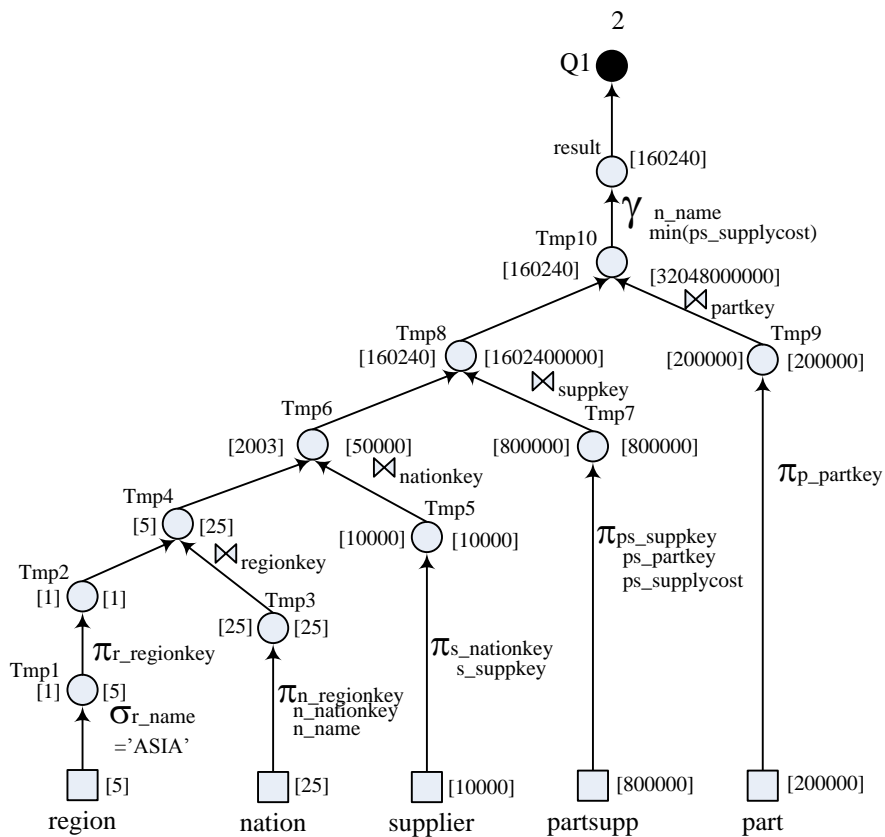 2
Q1
result
[160240]
γ n_name
min(ps_supplycost)
Tmp10
[160240]
[32048000000]
⋈ partkey
Tmp8
Tmp9
[160240]
[1602400000]
[200000]
[200000]
⋈ suppkey
Tmp6
Tmp7
[2003]
[50000]
[800000]
[800000]
⋈ nationkey
πp_partkey
Tmp4
Tmp5
[5]
[25]
[10000]
[10000]
πps_suppkey
ps_partkey
ps_supplycost
⋈ regionkey
Tmp2
Tmp3
[1]
[1]
[25]
[25]
πr_regionkey
πs_nationkey
s_suppkey
Tmp1
[1]
[5]
πn_regionkey
n_nationkey
n_name
σr_name
='ASIA'
[5]
[25]
[10000]
[800000]
[200000]
region
nation
supplier
partsupp
part